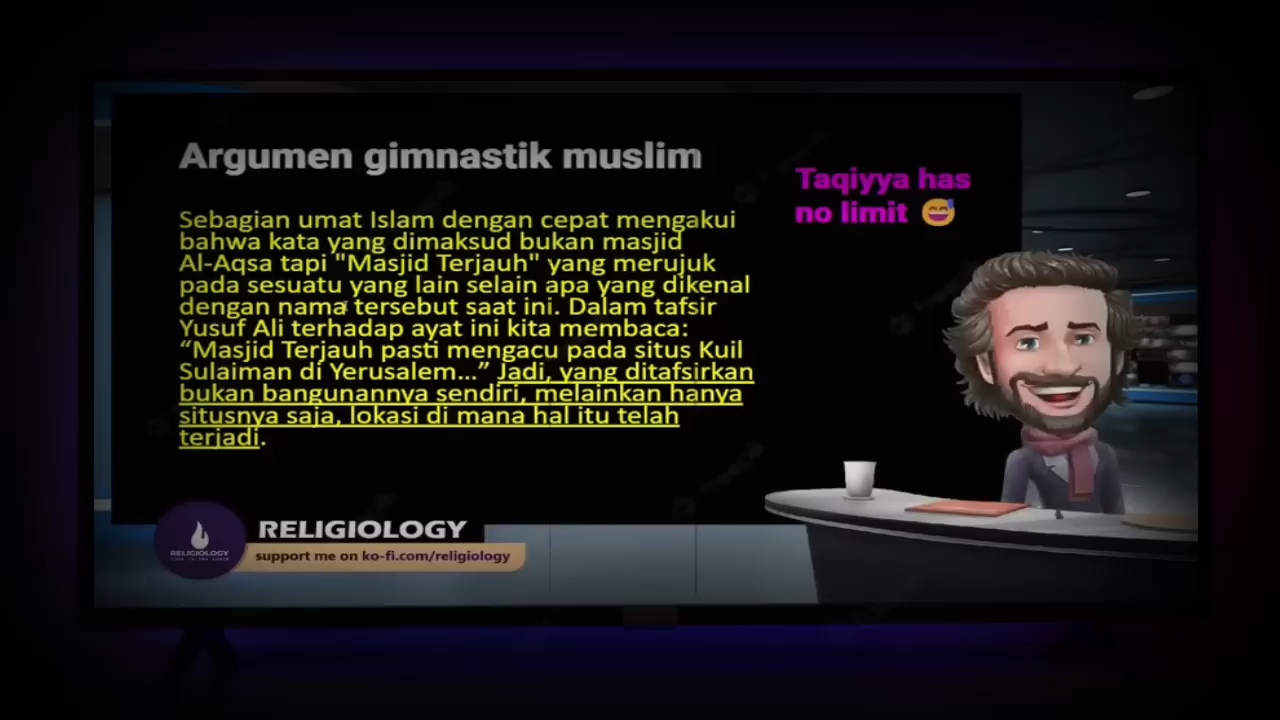 Argumen gimnastik muslim
Taqiyya has
no limit 😅
Sebagian umat Islam dengan cepat mengakui
bahwa kata yang dimaksud bukan masjid
Al-Aqsa tapi "Masjid Terjauh" yang merujuk
pada sesuatu yang lain selain apa yang dikenal
dengan nama tersebut saat ini. Dalam tafsir
Yusuf Ali terhadap ayat ini kita membaca:
“Masjid Terjauh pasti mengacu pada situs Kuil
Sulaiman di Yerusalem...” Jadi, yang ditafsirkan
bukan bangunannya sendiri, melainkan hanya
situsnya saja, lokasi di mana hal itu telah
terjadi.
RELIGIOLOGY
RELIGIOLOGY
support me on ko-fi.com/religiology